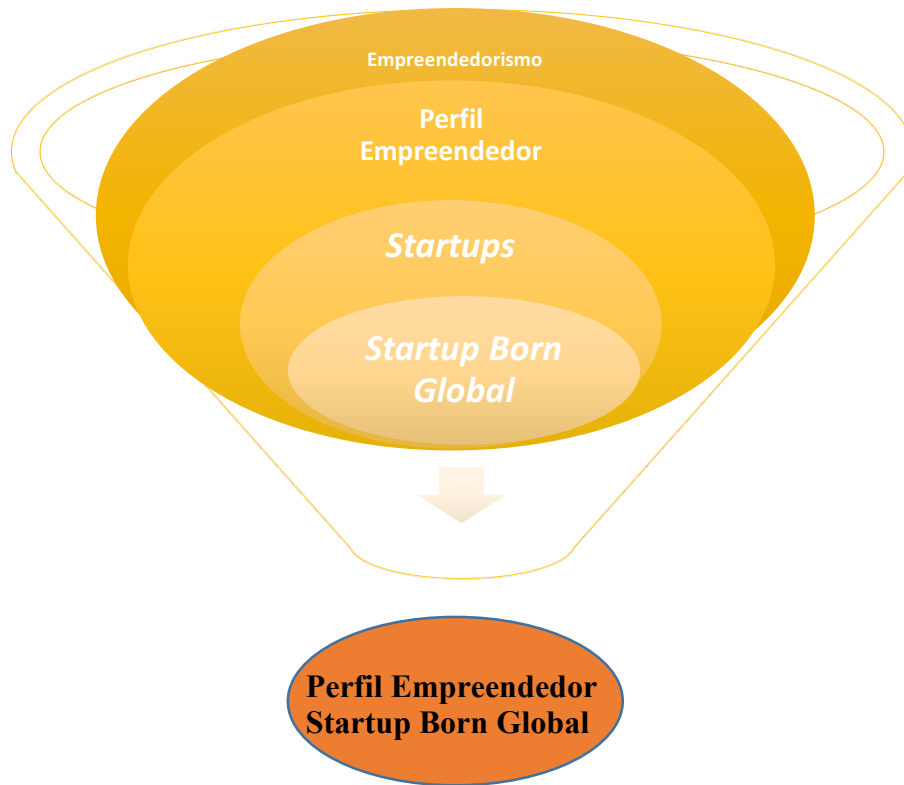 Empreendedorismo
Perfil
Empreendedor
Startups
Startup Born
Global
Perfil Empreendedor
Startup Born Global